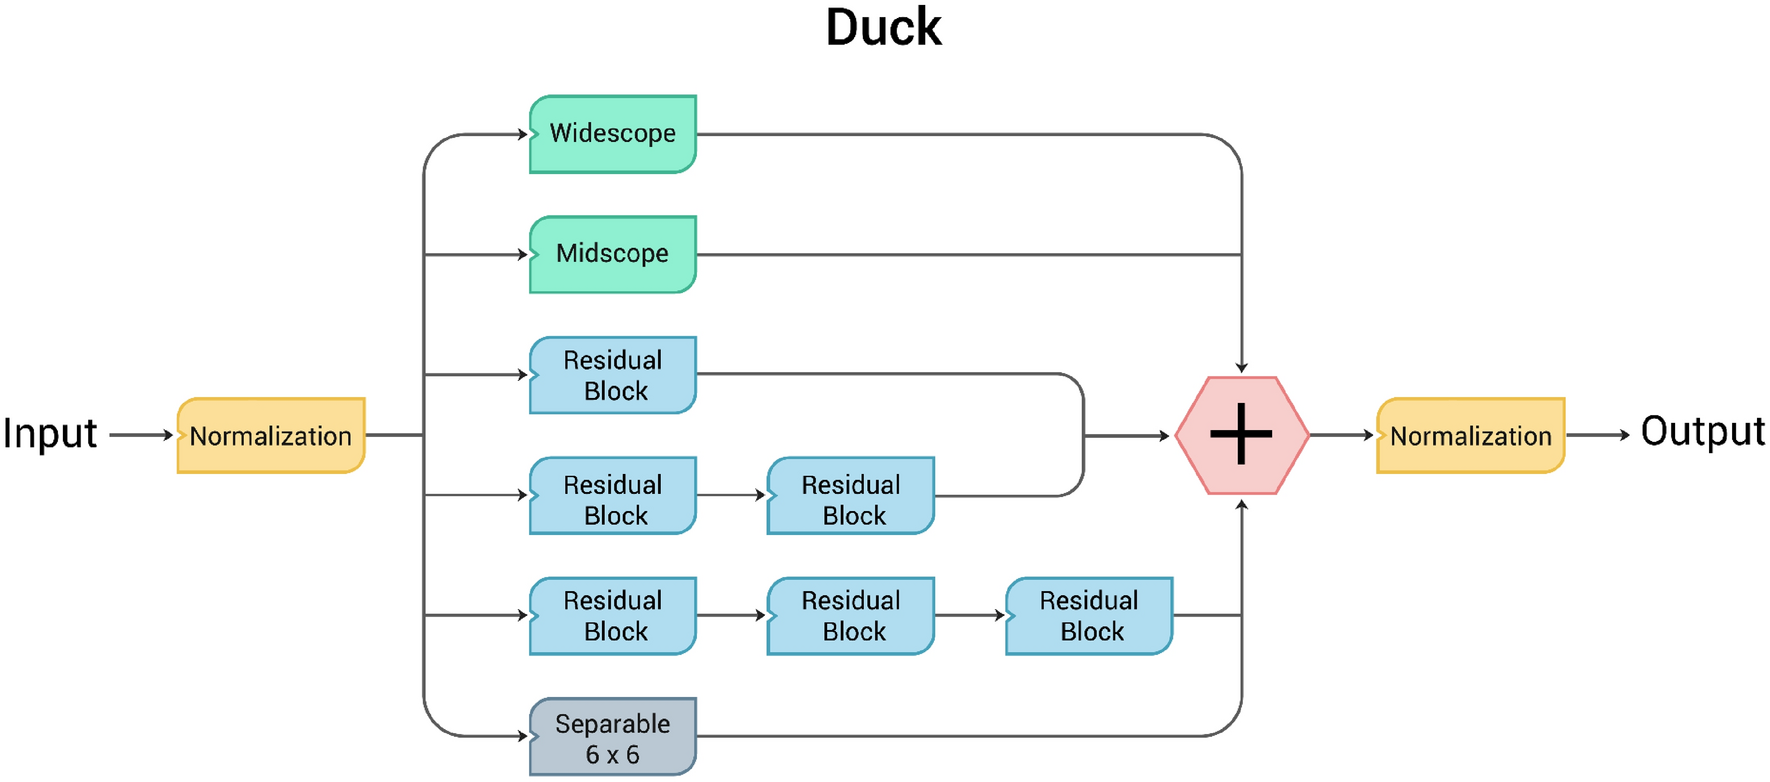 Duck
Widescope
Midscope
Residual
Block
Input
Normalization
Normalization
Output
Residual
Block
Residual
Block
Residual
Block
Residual
Block
Residual
Block
Separable
6 x 6